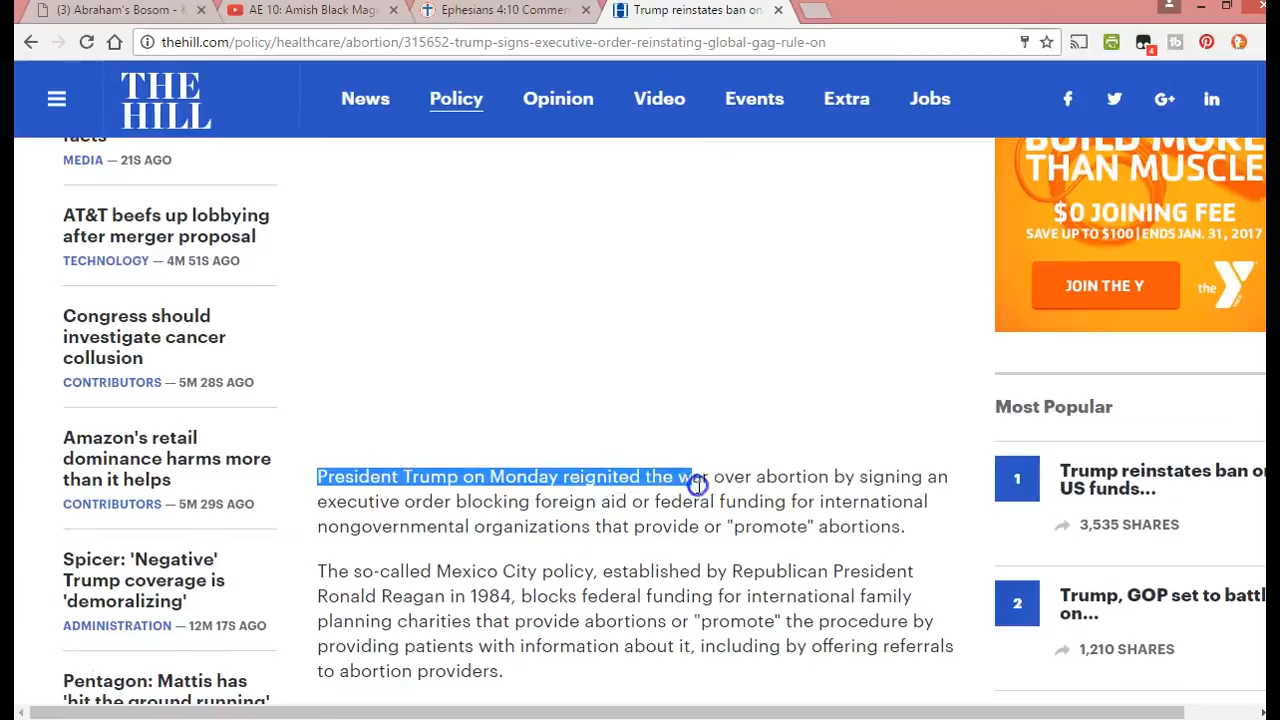 (3) Abraham's Bosom - K
AE 10: Amish Black Mag
Ephesians 4:10 Commen
Trump reinstates ban on
thehill.com/policy/healthcare/abortion/315652-trump-signs-executive-order-reinstating-global-gag-rule-on
4
tb
THE
HILL
News
Policy
Opinion
Video
Events
Extra
Jobs
facts
MEDIA — 21S AGO
AT&T beefs up lobbying
after merger proposal
TECHNOLOGY — 4M 51S AGO
Congress should
investigate cancer
collusion
CONTRIBUTORS — 5M 28S AGO
Amazon's retail
dominance harms more
than it helps
CONTRIBUTORS — 5M 29S AGO
Spicer: 'Negative'
Trump coverage is
'demoralizing'
ADMINISTRATION — 12M 17S AGO
Pentagon: Mattis has
'hit the ground running'
President Trump on Monday reignited the war over abortion by signing an
executive order blocking foreign aid or federal funding for international
nongovernmental organizations that provide or "promote" abortions.
The so-called Mexico City policy, established by Republican President
Ronald Reagan in 1984, blocks federal funding for international family
planning charities that provide abortions or "promote" the procedure by
providing patients with information about it, including by offering referrals
to abortion providers.
BUILD MORE
THAN MUSCLE
$0 JOINING FEE
SAVE UP TO $100 | ENDS JAN. 31, 2017
JOIN THE Y
the Y
Most Popular
1
Trump reinstates ban on
US funds...
3,535 SHARES
2
Trump, GOP set to battl
on...
1,210 SHARES